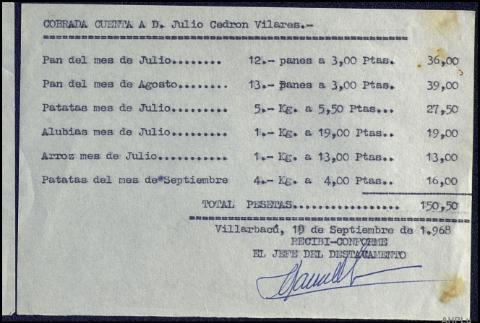 COBRADA CUENTA A D. Julio Cedron Vilares.-
Pan del mes de Julio........ 12.- panes a 3,00 Ptas. 36,00
Pan del mes de Agosto....... 13.- panes a 3,00 Ptas. 39,00
Patatas mes de Julio........ 5.- Kg. a 5,50 Ptas.. 27,50
Alubias mes de Julio........ 1.- Kg. a 19,00 Ptas.. 19,00
Arroz mes de Julio.......... 1.- Kg. a 13,00 Ptas.. 13,00
Patatas del mes de Septiembre 4.- Kg. a 4,00 Ptas.. 16,00
TOTAL PESETAS................. 150,50
Villarbacú, de Septiembre de 1.968
RECIBI-CONFORME
EL JEFE DEL DESTACAMENTO